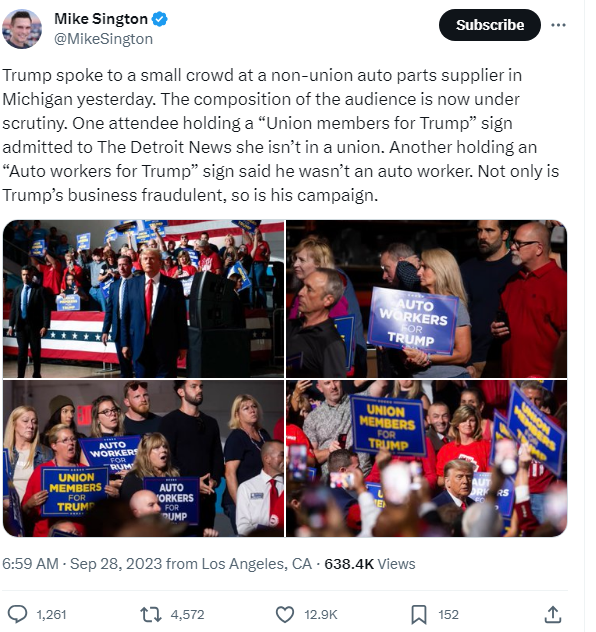 Mike Sington
Subscribe
@MikeSington
Trump spoke to a small crowd at a non-union auto parts supplier in
Michigan yesterday. The composition of the audience is now under
scrutiny. One attendee holding a “Union members for Trump” sign
admitted to The Detroit News she isn’t in a union. Another holding an
“Auto workers for Trump” sign said he wasn’t an auto worker. Not only is
Trump’s business fraudulent, so is his campaign.
AUTO
WORKERS
FOR
TRUMP
AUTO
WORKERS
FOR
UNION
MEMBERS
FOR
AUTO
FOR
UNION
MEMBERS
FOR
TRUMP
UNION
MEMBERS
FOR
6:59 AM · Sep 28, 2023 from Los Angeles, CA · 638.4K Views
1,261
4,572
12.9K
152